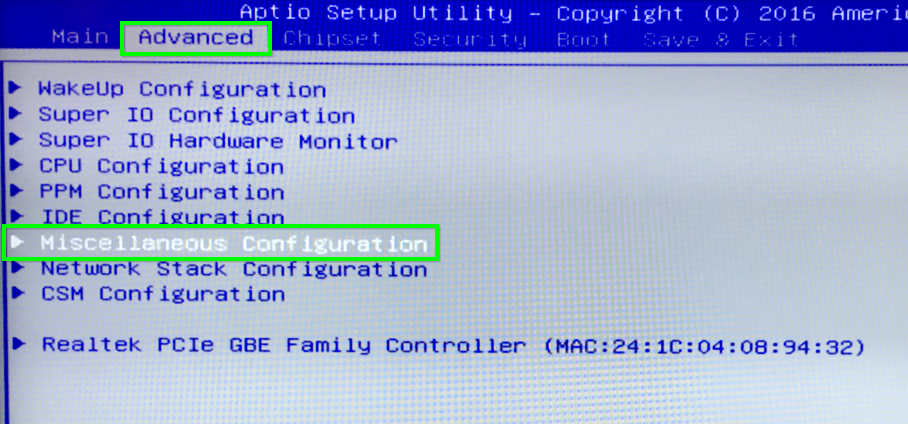 Aptio Setup Utility – Copyright (C) 2016 Ameri
Main Advanced Chipset Security Boot Save & Exit
WakeUp Configuration
Super IO Configuration
Super IO Hardware Monitor
CPU Configuration
PPM Configuration
IDE Configuration
Miscellaneous Configuration
Network Stack Configuration
CSM Configuration
Realtek PCIe GBE Family Controller (MAC:24:1C:04:08:94:32)